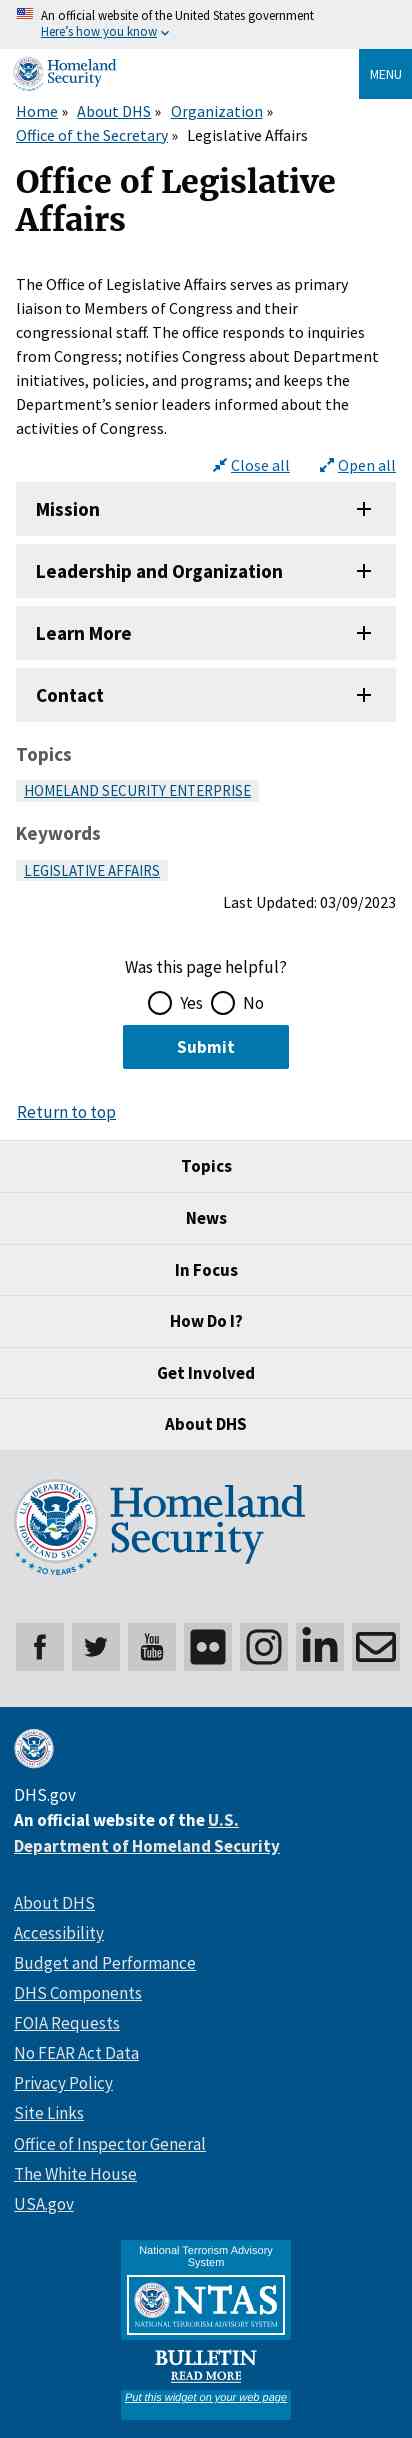 An official website of the United States government
Here's how you know
Homeland
Security
MENU
Home » About DHS » Organization »
Office of the Secretary » Legislative Affairs
Office of Legislative
Affairs
The Office of Legislative Affairs serves as primary
liaison to Members of Congress and their
congressional staff. The office responds to inquiries
from Congress; notifies Congress about Department
initiatives, policies, and programs; and keeps the
Department’s senior leaders informed about the
activities of Congress.
Close all Open all
Mission
Leadership and Organization
Learn More
Contact
Topics
HOMELAND SECURITY ENTERPRISE
Keywords
LEGISLATIVE AFFAIRS
Last Updated: 03/09/2023
Was this page helpful?
Yes No
Submit
Return to top
Topics
News
In Focus
How Do I?
Get Involved
About DHS
U.S. DEPARTMENT OF
HOMELAND SECURITY
20 YEARS
Homeland
Security
You
Tube
in
DHS.gov
An official website of the U.S.
Department of Homeland Security
About DHS
Accessibility
Budget and Performance
DHS Components
FOIA Requests
No FEAR Act Data
Privacy Policy
Site Links
Office of Inspector General
The White House
USA.gov
National Terrorism Advisory
System
NTAS
NATIONAL TERRORISM ADVISORY SYSTEM
BULLETIN
READ MORE
Put this widget on your web page